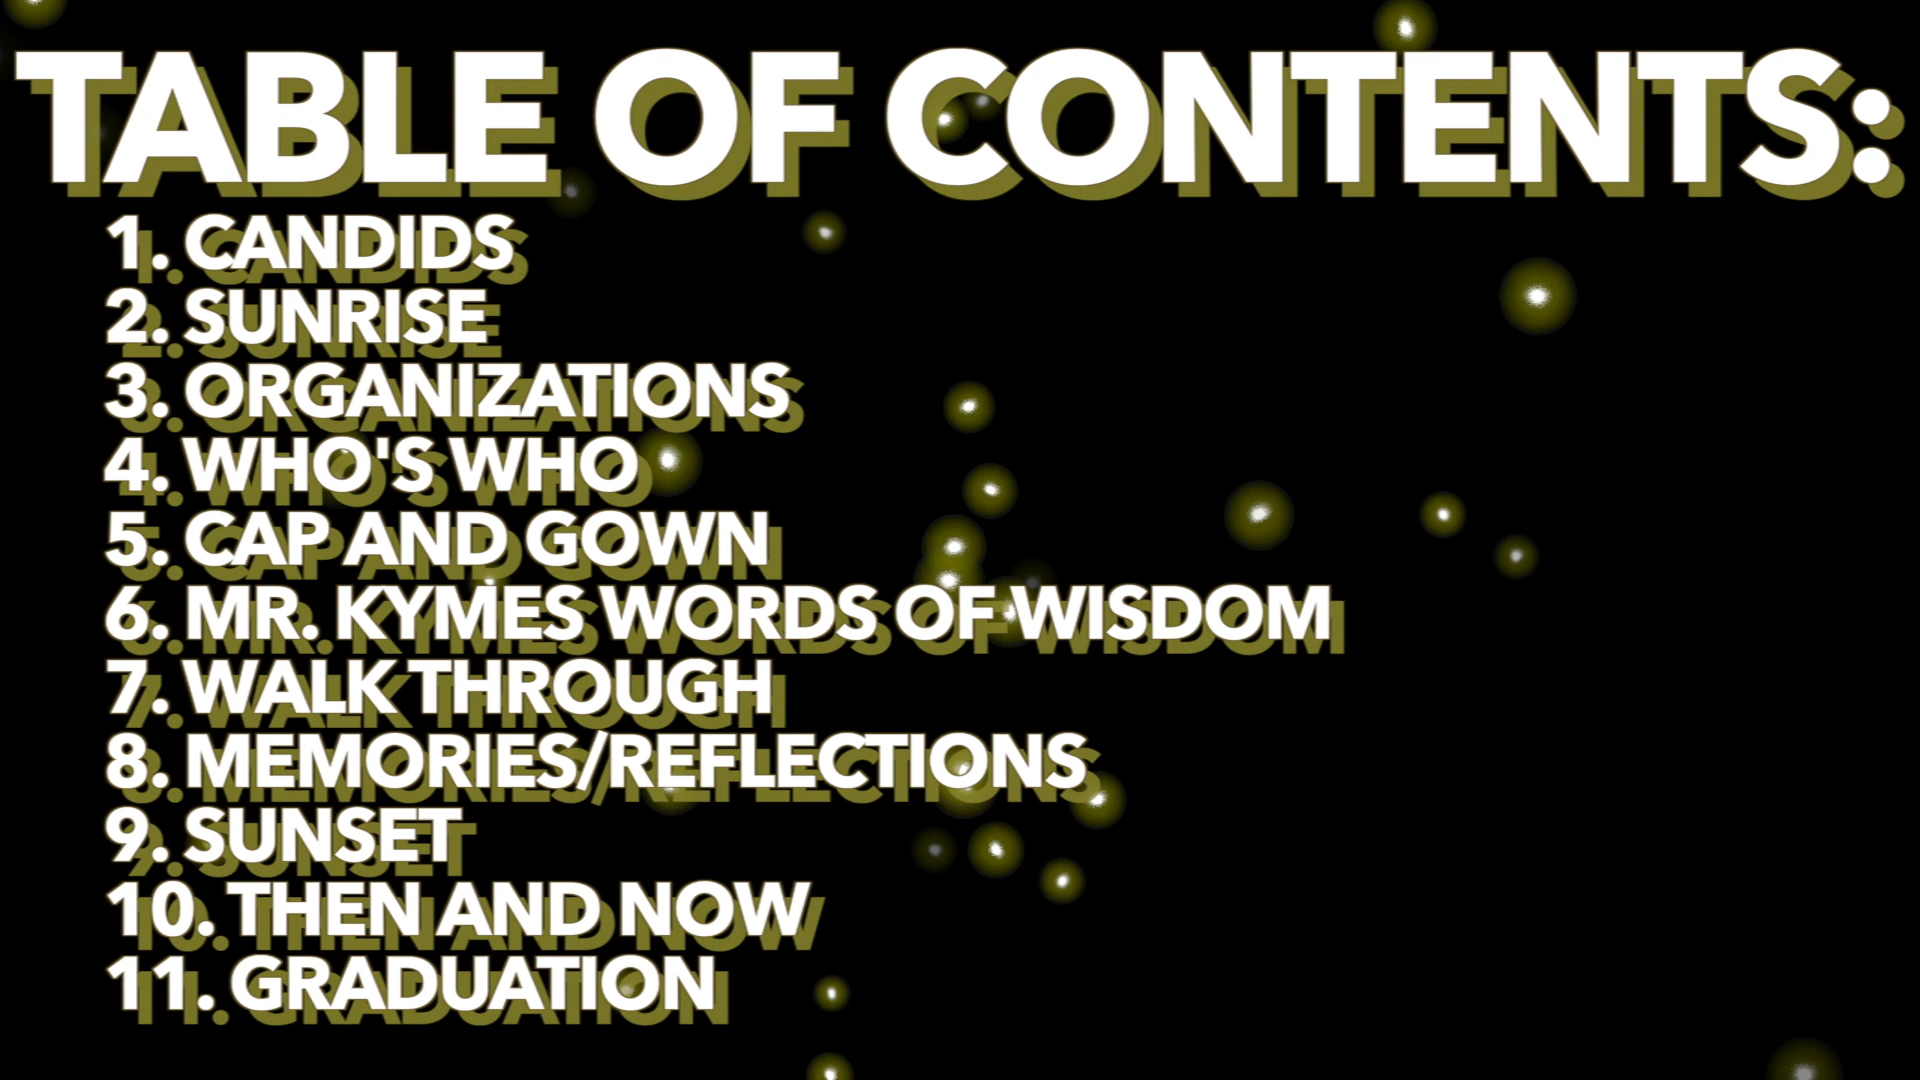 TABLE OF CONTENTS:
1. CANDIDS
2. SUNRISE
3. ORGANIZATIONS
4. WHO'S WHO
5. CAP AND GOWN
6. MR. KYMES WORDS OF WISDOM
7. WALK THROUGH
8. MEMORIES/REFLECTIONS
9. SUNSET
10. THEN AND NOW
11. GRADUATION